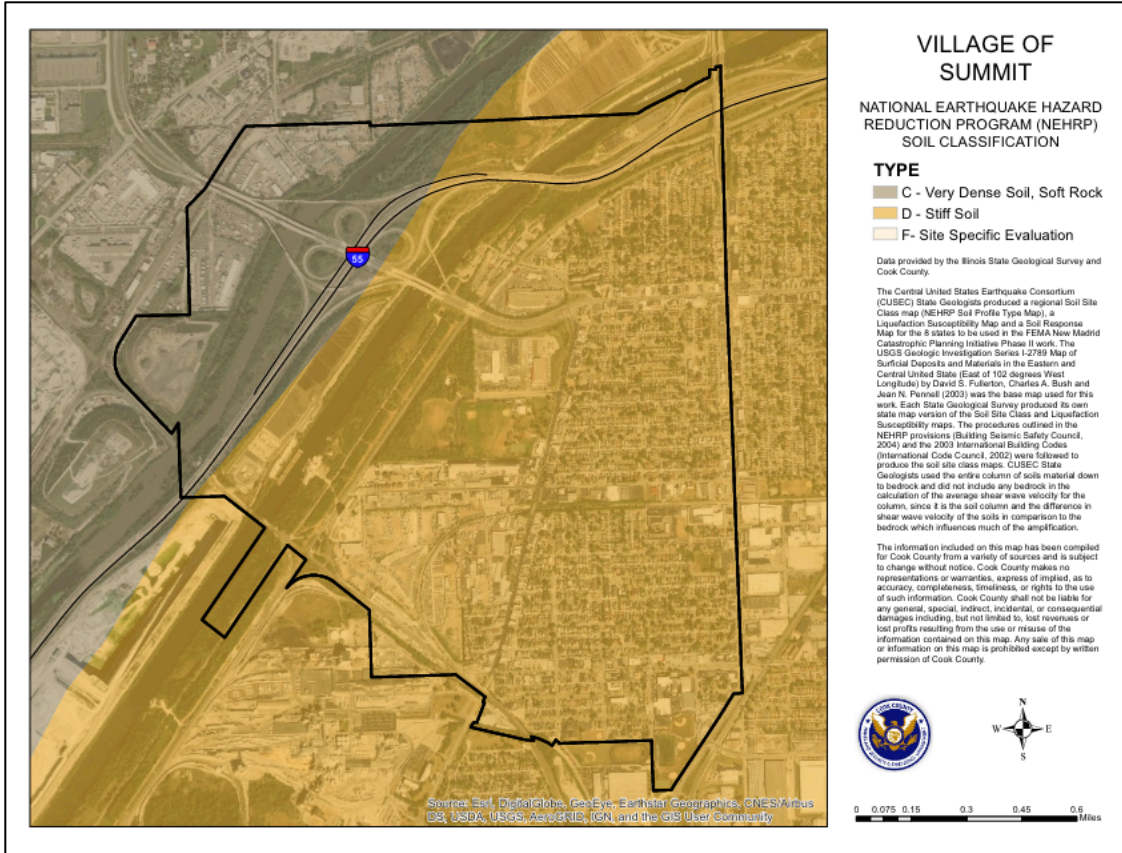 VILLAGE OF
SUMMIT
NATIONAL EARTHQUAKE HAZARD
REDUCTION PROGRAM (NEHRP)
SOIL CLASSIFICATION
TYPE
C - Very Dense Soil, Soft Rock
D - Stiff Soil
F- Site Specific Evaluation
Data provided by the Illinois State Geological Survey and
Cook County.
The Central United States Earthquake Consortium
(CUSEC) State Geologists produced a regional Soil Site
Class map (NEHRP Soil Profile Type Map), a
Liquefaction Susceptibility Map and a Soil Response
Map for the 8 states to be used in the FEMA New Madrid
Catastrophic Planning Initiative Phase II work. The
USGS Geologic Investigation Series I-2789 Map of
Surficial Deposits and Materials in the Eastern and
Central United State (East of 102 degrees West
Longitude) by David S. Fullerton, Charles A. Bush and
Jean N. Pennell (2003) was the base map used for this
work. Each State Geological Survey produced its own
state map version of the Soil Site Class and Liquefaction
Susceptibility maps. The procedures outlined in the
NEHRP provisions (Building Seismic Safety Council,
2004) and the 2003 International Building Codes
(International Code Council, 2002) were followed to
produce the soil site class maps. CUSEC State
Geologists used the entire column of soils material down
to bedrock and did not include any bedrock in the
calculation of the average shear wave velocity for the
column, since it is the soil column and the difference in
shear wave velocity of the soils in comparison to the
bedrock which influences much of the amplification.
The information included on this map has been compiled
for Cook County from a variety of sources and is subject
to change without notice. Cook County makes no
representations or warranties, express of implied, as to
accuracy, completeness, timeliness, or rights to the use
of such information. Cook County shall not be liable for
any general, special, indirect, incidental, or consequential
damages including, but not limited to, lost revenues or
lost profits resulting from the use or misuse of the
information contained on this map. Any sale of this map
or information on this map is prohibited except by written
permission of Cook County.
55
COOK COUNTY
N
W E
S
0 0.075 0.15 0.3 0.45 0.6
Miles
Source: Esri, DigitalGlobe, GeoEye, Earthstar Geographics, CNES/Airbus
DS, USDA, USGS, AeroGRID, IGN, and the GIS User Community